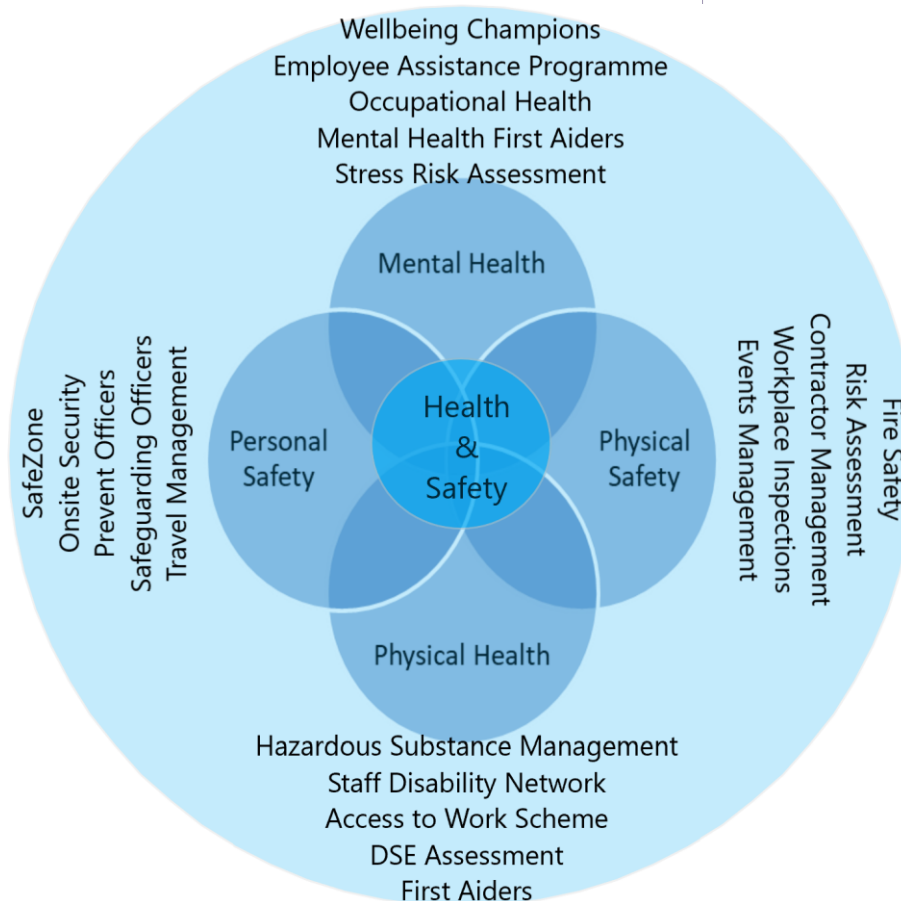 Wellbeing Champions
Employee Assistance Programme
Occupational Health
Mental Health First Aiders
Stress Risk Assessment
Mental Health
SafeZone
Onsite Security
Prevent Officers
Safeguarding Officers
Travel Management
Personal
Safety
Health
&
Safety
Physical
Safety
Fire Safety
Risk Assessment
Contractor Management
Workplace Inspections
Events Management
Physical Health
Hazardous Substance Management
Staff Disability Network
Access to Work Scheme
DSE Assessment
First Aiders